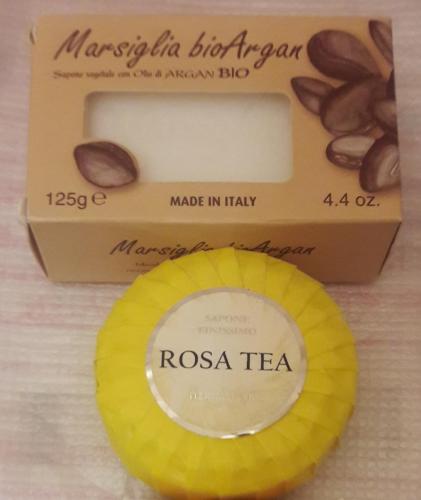 Marsiglia bioArgan
Sapone vegetale con Olio di ARGAN BIO
125g e
MADE IN ITALY
4.4 oz.
Marsiglia bioArgan
SAPONE
FINISSIMO
ROSA TEA